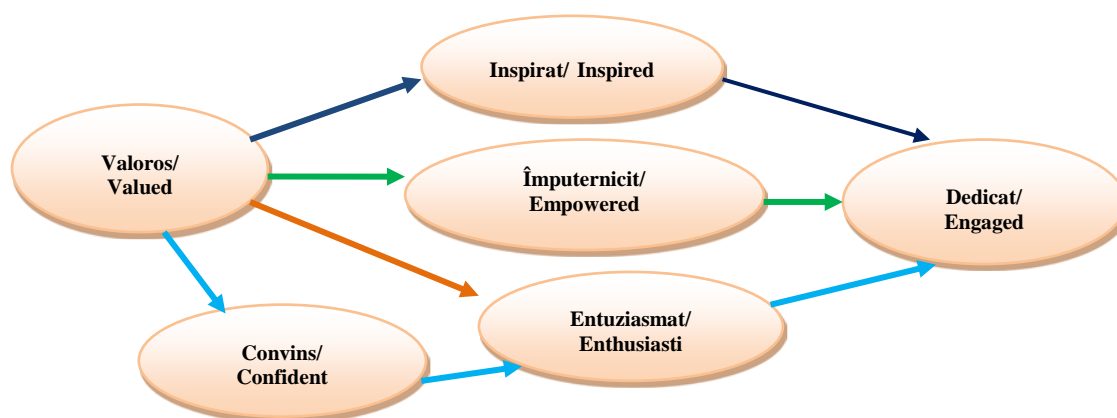 Inspirat/ Inspired
Valoros/
Valued
Împuternicit/
Empowered
Dedicat/
Engaged
Entuziasmat/
Enthusiasti
Convins/
Confident